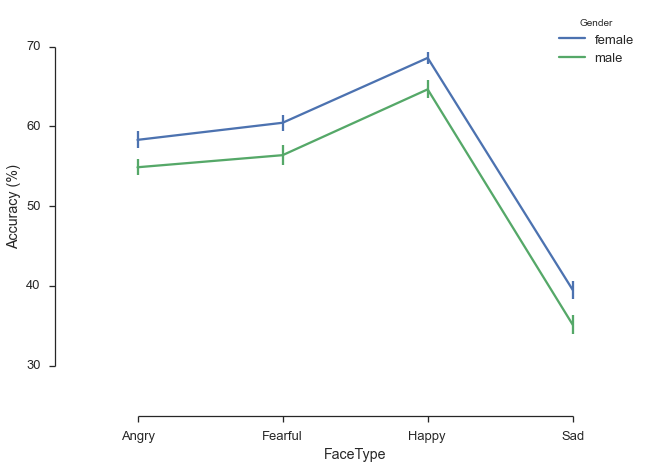 Gender
female
male
70
60
50
40
30
Accuracy (%)
Angry Fearful Happy Sad
FaceType